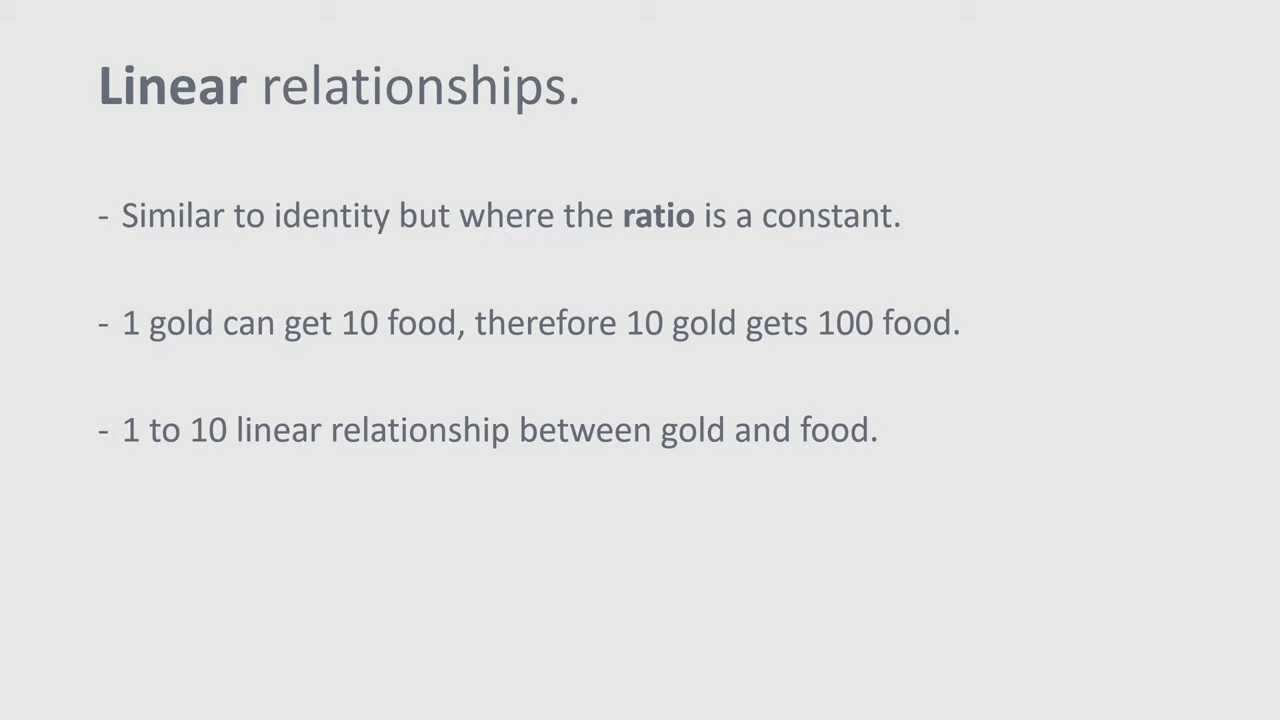 Linear relationships.
- Similar to identity but where the ratio is a constant.
- 1 gold can get 10 food, therefore 10 gold gets 100 food.
- 1 to 10 linear relationship between gold and food.